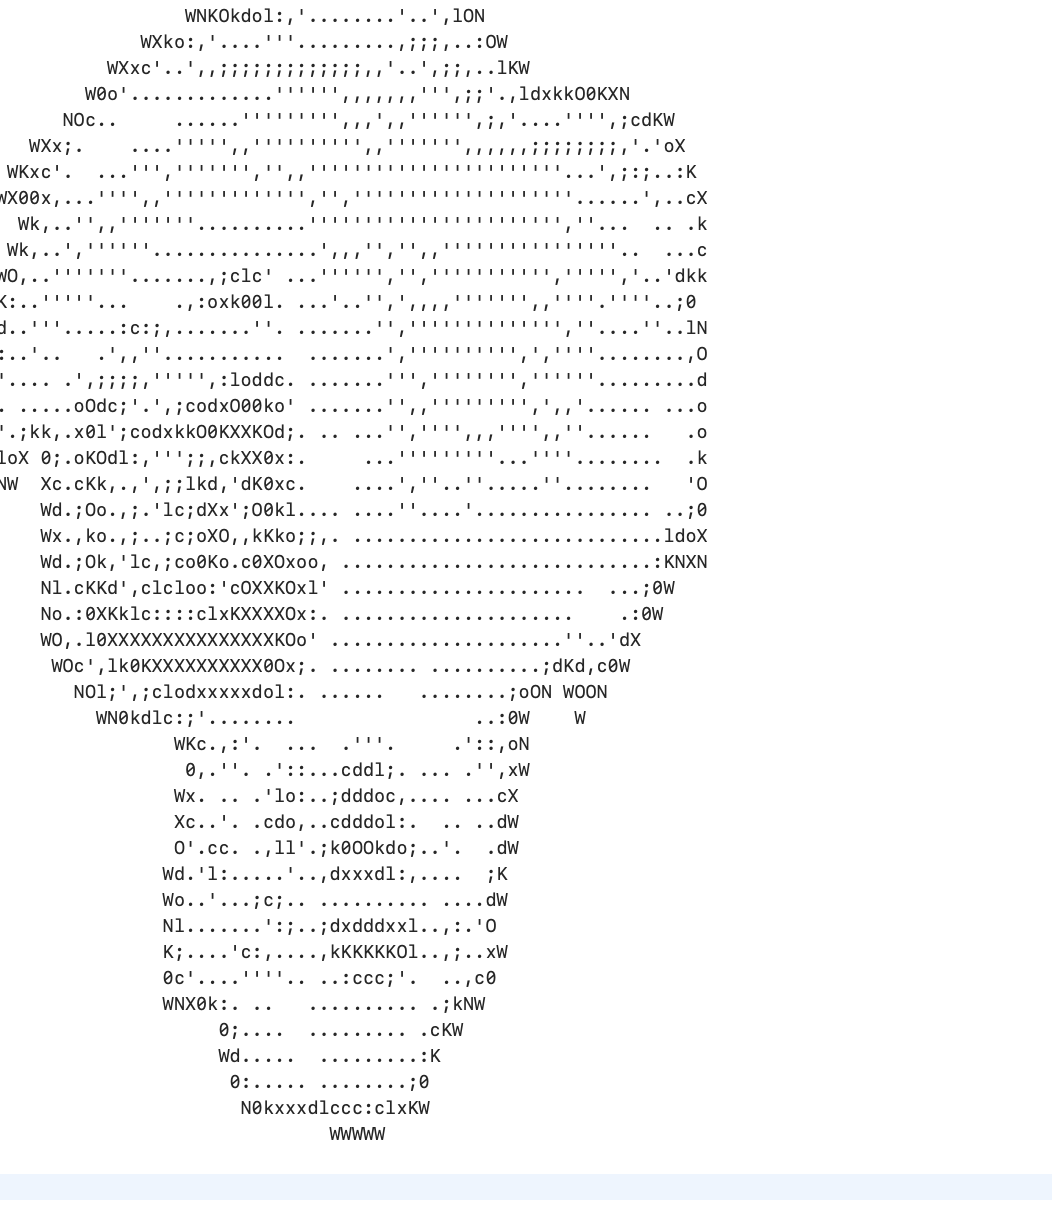 WNKOkdol:,'........'..',lON
WXko:,'....'''.........,;;;,..:OW
WXxc'..',,;;;;;;;;;;;;;,,'..',;;,..lKW
W0o'.............'''''',,,,,,,''',;;'.,ldxkkO0KXN
NOc..     ......''''''''',,,',,'''''',;,'....'''',;cdKW
WXx;.    ....''''',,'''''''''',,''''''',,,,,,;;;;;;;;,'.'oX
WKxc'.  ...''',''''''',''',,'''''''''''''''''''''''...',;:;..:K
WX00x,...'''',,''''''''''''','',''''''''''''''''''''......',..cX
Wk,..'',,'''''''..........''''''''''''''''''''''','''...  .. .k
Wk,..',''''''...............',,,'','',,''''''''''''''''..  ...c
WO,..'''''''.......,;clc' ...'''''','',''''''''''',''''','..'dkk
K:..'''''...    .,:oxk00l. ...'..'',',,,,''''''',,''''.''''..;0
d..'''.....:c:;,.......''. .......'','''''''''''''',''....''..lN
:..'..   .',,''...........  .......','''''''''',','''........,O
'.... .',;;;;,''''',:loddc. .......''','''''''',''''''.........d
. .....oOdc;'.',;codxO00ko' .......'',,''''''''',',,'...... ...o
'.;kk,.x0l';codxkkO0KXXKOd;. .. ...'',''''',,,'''',,''......   .o
loX 0;.oKOdl:,''';;,ckXX0x:.     ...'''''''''...''''........  .k
NW  Xc.cKk,.,',;;lkd,'dK0xc.    ....',''..''.....''........   'O
Wd.;Oo.,;.'lc;dXx';O0kl.... ....''....'................ ..;0
Wx.,ko.,;..;c;oXO,,kKko;;,. ............................ldoX
Wd.;Ok,'lc,;co0Ko.c0XOxoo, ............................:KNXN
Nl.cKKd',clcloo:'cOXXKOxl' ......................  ...;0W
No.:0XKklc::::clxKXXXXOx:. .....................    .:0W
WO,.l0XXXXXXXXXXXXXXKOo' .....................''..'dX
WOc',lk0KXXXXXXXXXX0Ox;. ........ ..........;dKd,c0W
NOl;',;clodxxxxxdol:. ......   ........;oON WOON
WN0kdlc:;'........                ..:0W    W
WKc.,:'.  ...  .'''.     .'::,oN
0,.''. .'::...cddl;. ... .'',xW
Wx. .. .'lo:..;dddoc,.... ...cX
Xc..'. .cdo,..cdddol:.  .. ..dW
O'.cc. .,ll'.;k0OOkdo;..'.  .dW
Wd.'l:.....'..,dxxxdl:,....  ;K
Wo..'...;c;.. .......... ....dW
Nl.......':;..;dxdddxxl..,:.'O
K;....'c:,....,kKKKKKOl..,;..xW
0c'....''''.. ..:ccc;'.  ..,c0
WNX0k:. ..   .......... .;kNW
0;....  ......... .cKW
Wd.....  .........:K
0:..... ........;0
N0kxxxdlccc:clxKW
WWWWW